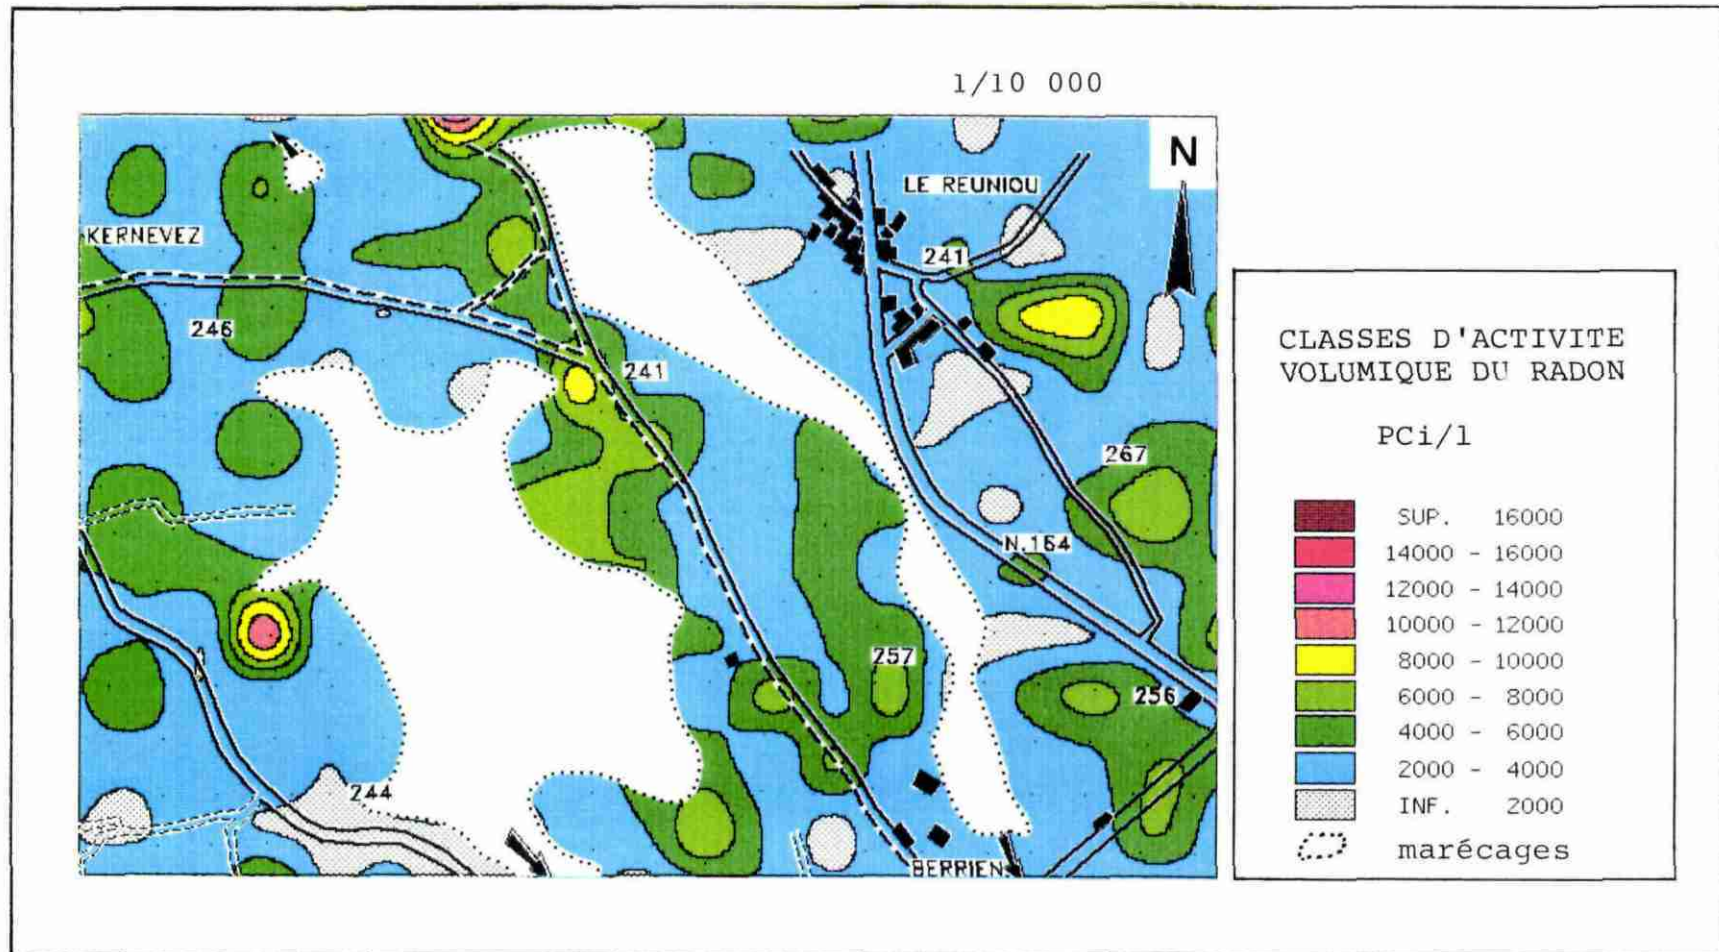 1/10 000
N
LE REUNIOU
KERNEVEZ
241
246
241
267
N.164
257
256
244
BERRIEN
CLASSES D'ACTIVITE
VOLUMIQUE DU RADON
PCi/l
SUP. 16000
14000 - 16000
12000 - 14000
10000 - 12000
8000 - 10000
6000 - 8000
4000 - 6000
2000 - 4000
INF. 2000
marécages